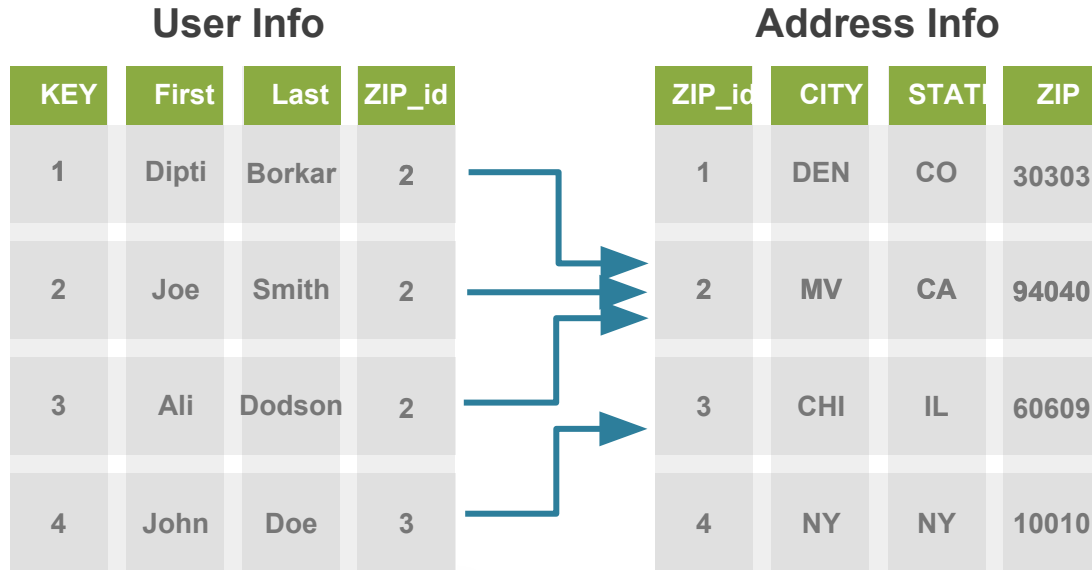 User Info
Address Info
KEY First Last ZIP_id
1 Dipti Borkar 2
2 Joe Smith 2
3 Ali Dodson 2
4 John Doe 3
ZIP_id CITY STATE ZIP
1 DEN CO 30303
2 MV CA 94040
3 CHI IL 60609
4 NY NY 10010